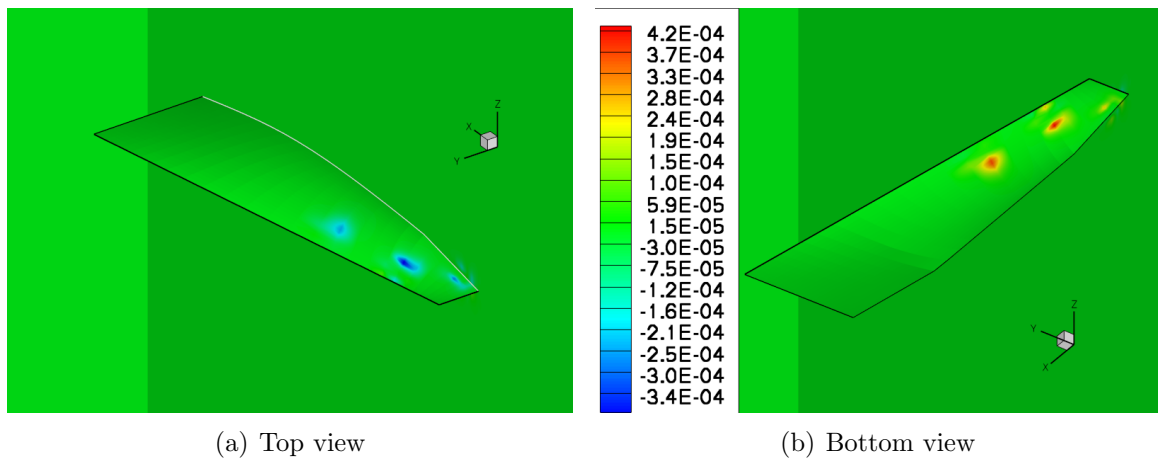 Z
X
Y
4.2E-04
3.7E-04
3.3E-04
2.8E-04
2.4E-04
1.9E-04
1.5E-04
1.0E-04
5.9E-05
1.5E-05
-3.0E-05
-7.5E-05
-1.2E-04
-1.6E-04
-2.1E-04
-2.5E-04
-3.0E-04
-3.4E-04
Z
Y
X
(a) Top view
(b) Bottom view